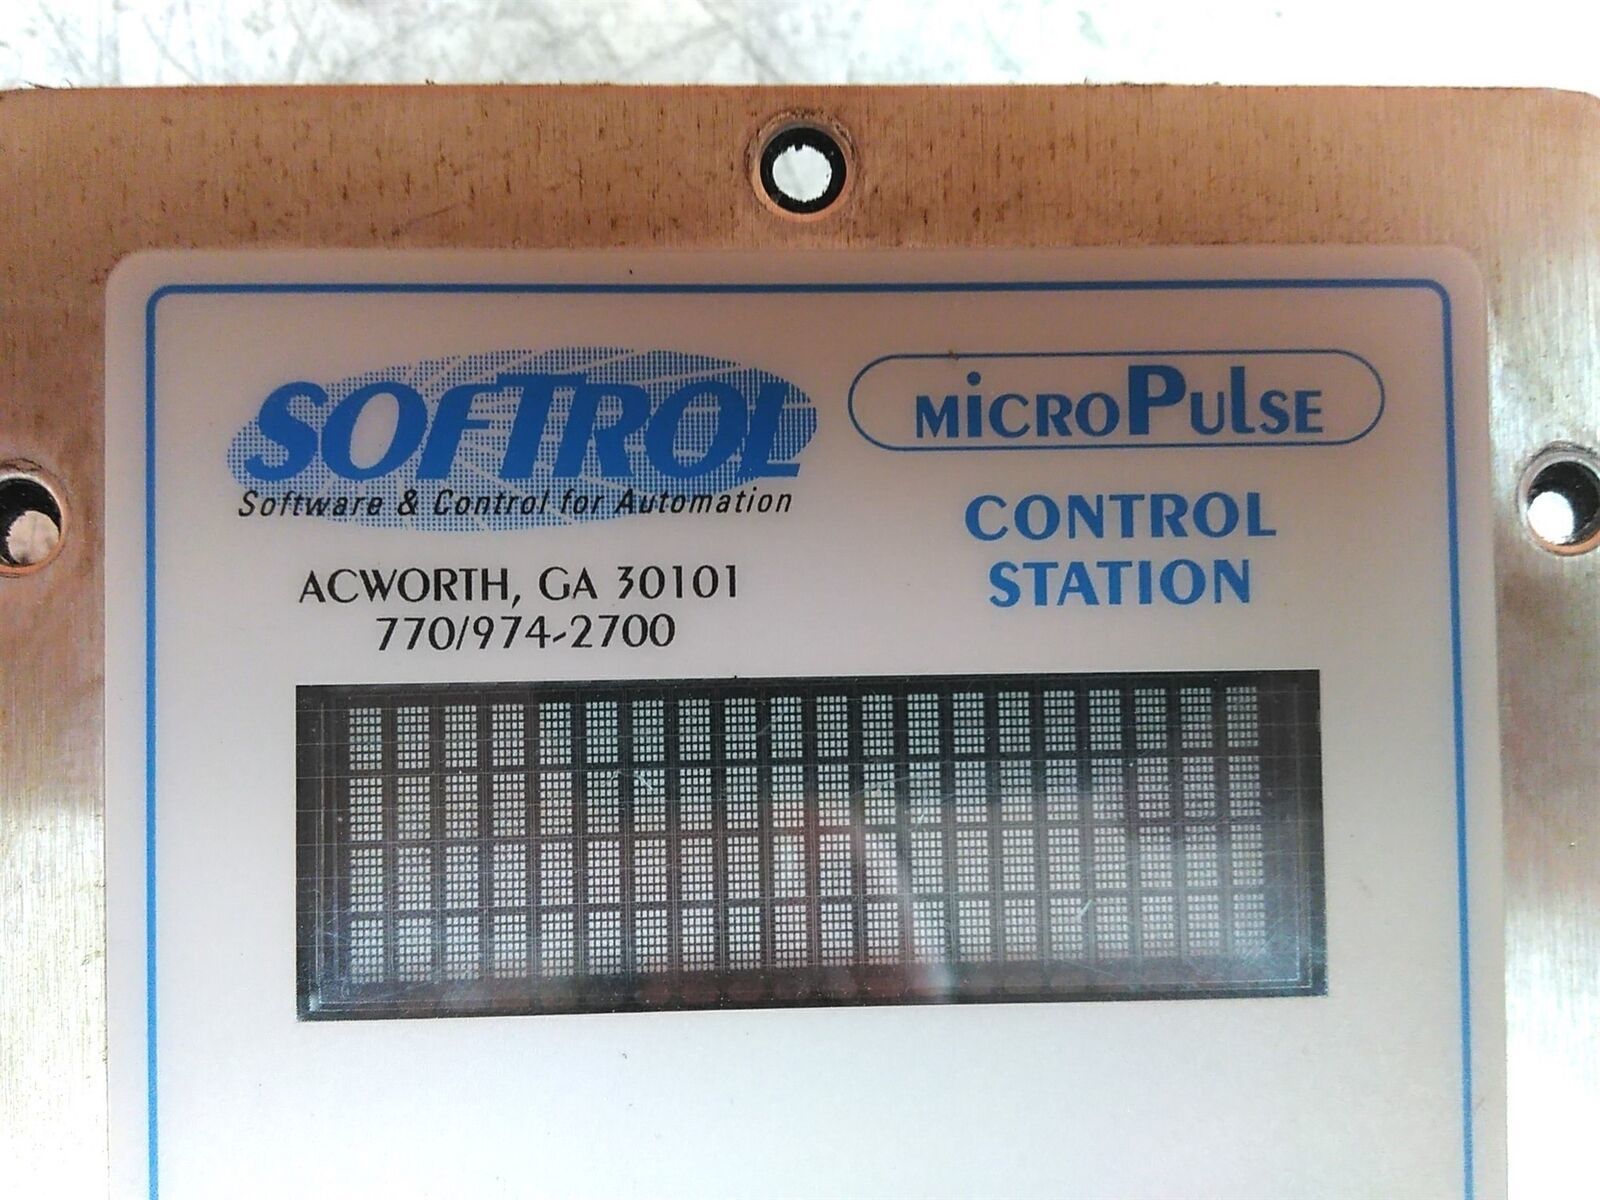 SOFTROL
Software & Control for Automation
ACWORTH, GA 30101
770/974-2700
MicroPulse
CONTROL
STATION